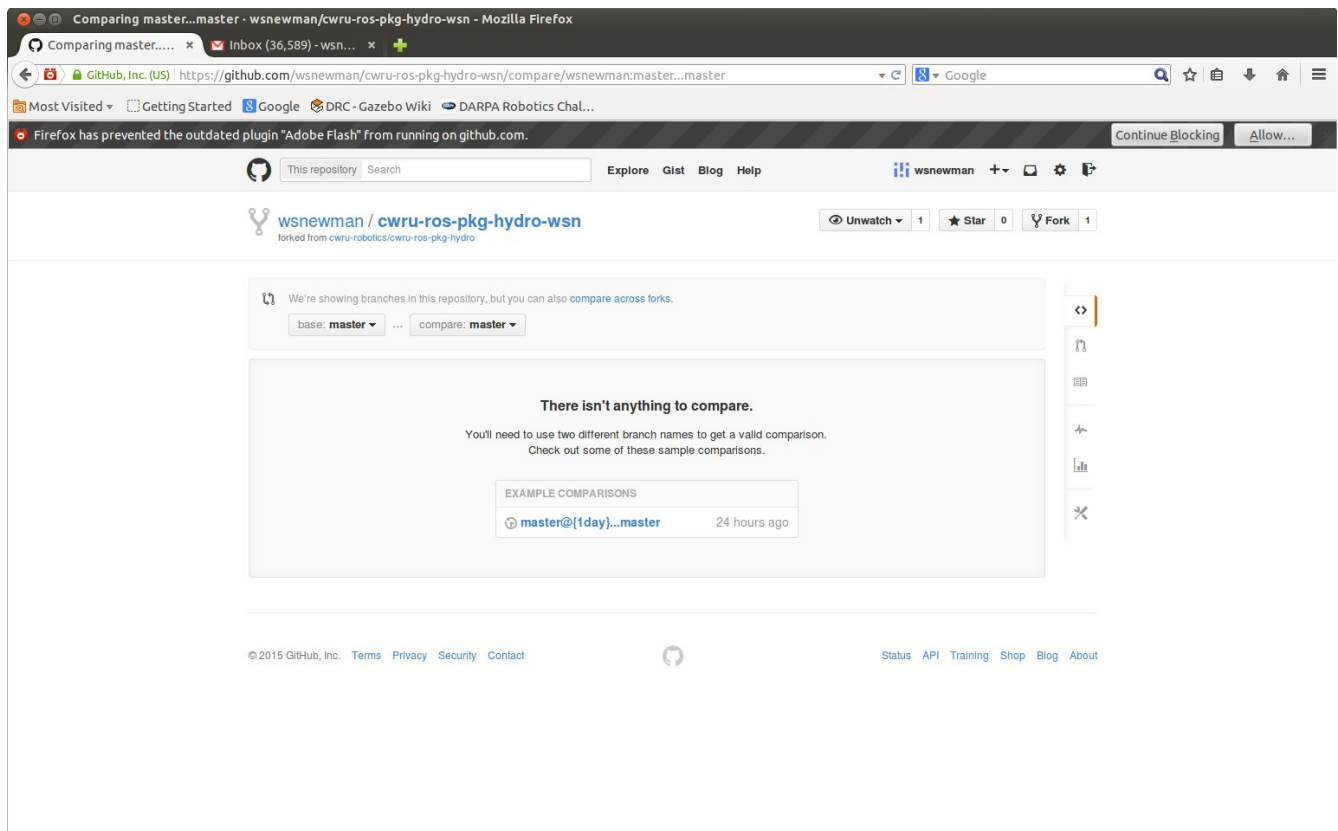 Comparing master...master · wsnewman/cwru-ros-pkg-hydro-wsn - Mozilla Firefox
Comparing master..... × Inbox (36,589) - wsn... ×
GitHub, Inc. (US) https://github.com/wsnewman/cwru-ros-pkg-hydro-wsn/compare/wsnewman:master...master 8 Google
Most Visited Getting Started 8 Google DRC - Gazebo Wiki DARPA Robotics Chal...
Firefox has prevented the outdated plugin "Adobe Flash" from running on github.com. Continue Blocking Allow...
This repository Search Explore Gist Blog Help wsnewman +
wsnewman / cwru-ros-pkg-hydro-wsn Unwatch 1 Star 0 Fork 1
forked from cwru-robotics/cwru-ros-pkg-hydro
We're showing branches in this repository, but you can also compare across forks.
base: master ... compare: master
There isn't anything to compare.
You'll need to use two different branch names to get a valid comparison.
Check out some of these sample comparisons.
EXAMPLE COMPARISONS
master@{1day}...master 24 hours ago
© 2015 GitHub, Inc. Terms Privacy Security Contact Status API Training Shop Blog About